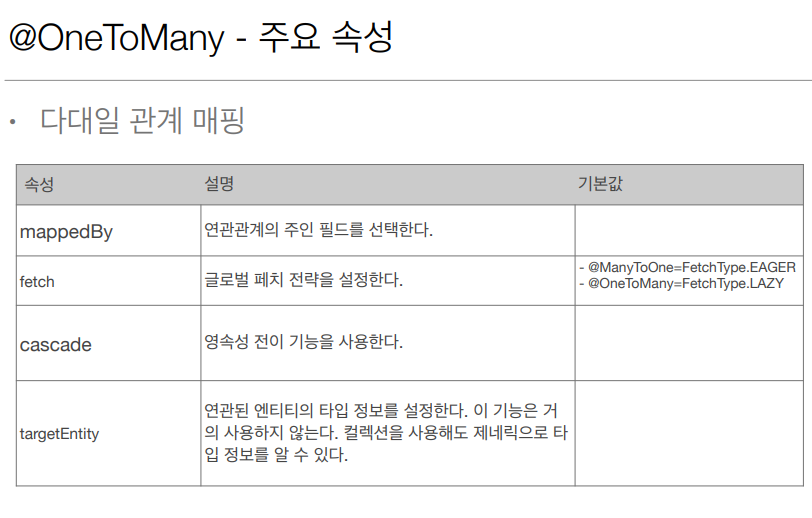 @OneToMany - 주요 속성
• 다대일 관계 매핑
속성 설명 기본값
mappedBy 연관관계의 주인 필드를 선택한다.
fetch 글로벌 페치 전략을 설정한다.
- @ManyToOne=FetchType.EAGER
- @OneToMany=FetchType.LAZY
cascade 영속성 전이 기능을 사용한다.
targetEntity
연관된 엔티티의 타입 정보를 설정한다. 이 기능은 거
의 사용하지 않는다. 컬렉션을 사용해도 제네릭으로 타
입 정보를 알 수 있다.